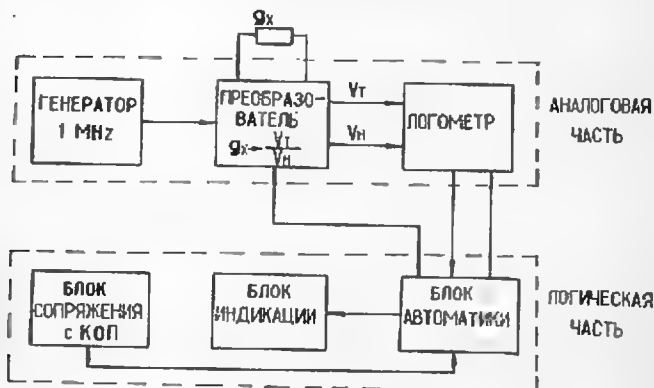 gx
ГЕНЕРАТОР
1 MHz
ПРЕОБРАЗО-
ВАТЕЛЬ
gx→ VT
VH
VT
VH
ЛОГОМЕТР
АНАЛОГОВАЯ
ЧАСТЬ
БЛОК
СОПРЯЖЕНИЯ
с КОП
БЛОК
ИНДИКАЦИИ
БЛОК
АВТОМАТИКИ
ЛОГИЧЕСКАЯ
ЧАСТЬ